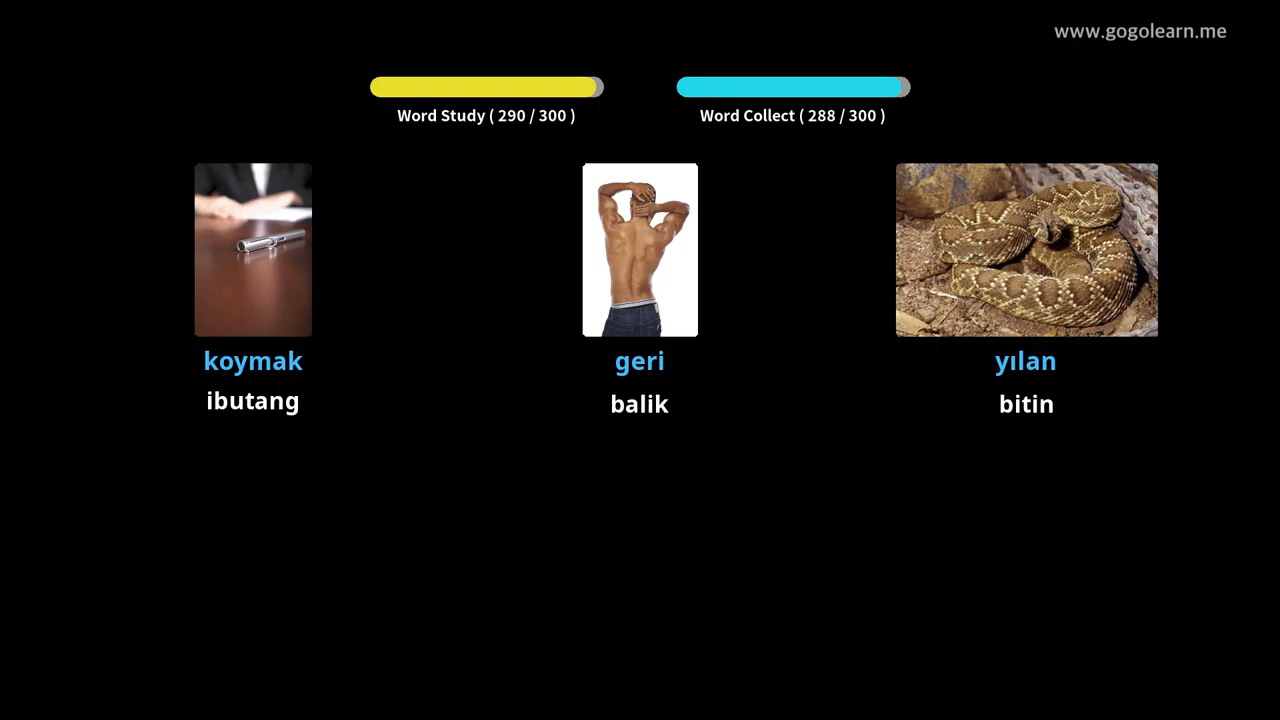 www.gogolearn.me
Word Study ( 290 / 300 )
Word Collect ( 288 / 300 )
koymak
geri
yılan
ibutang
balik
bitin